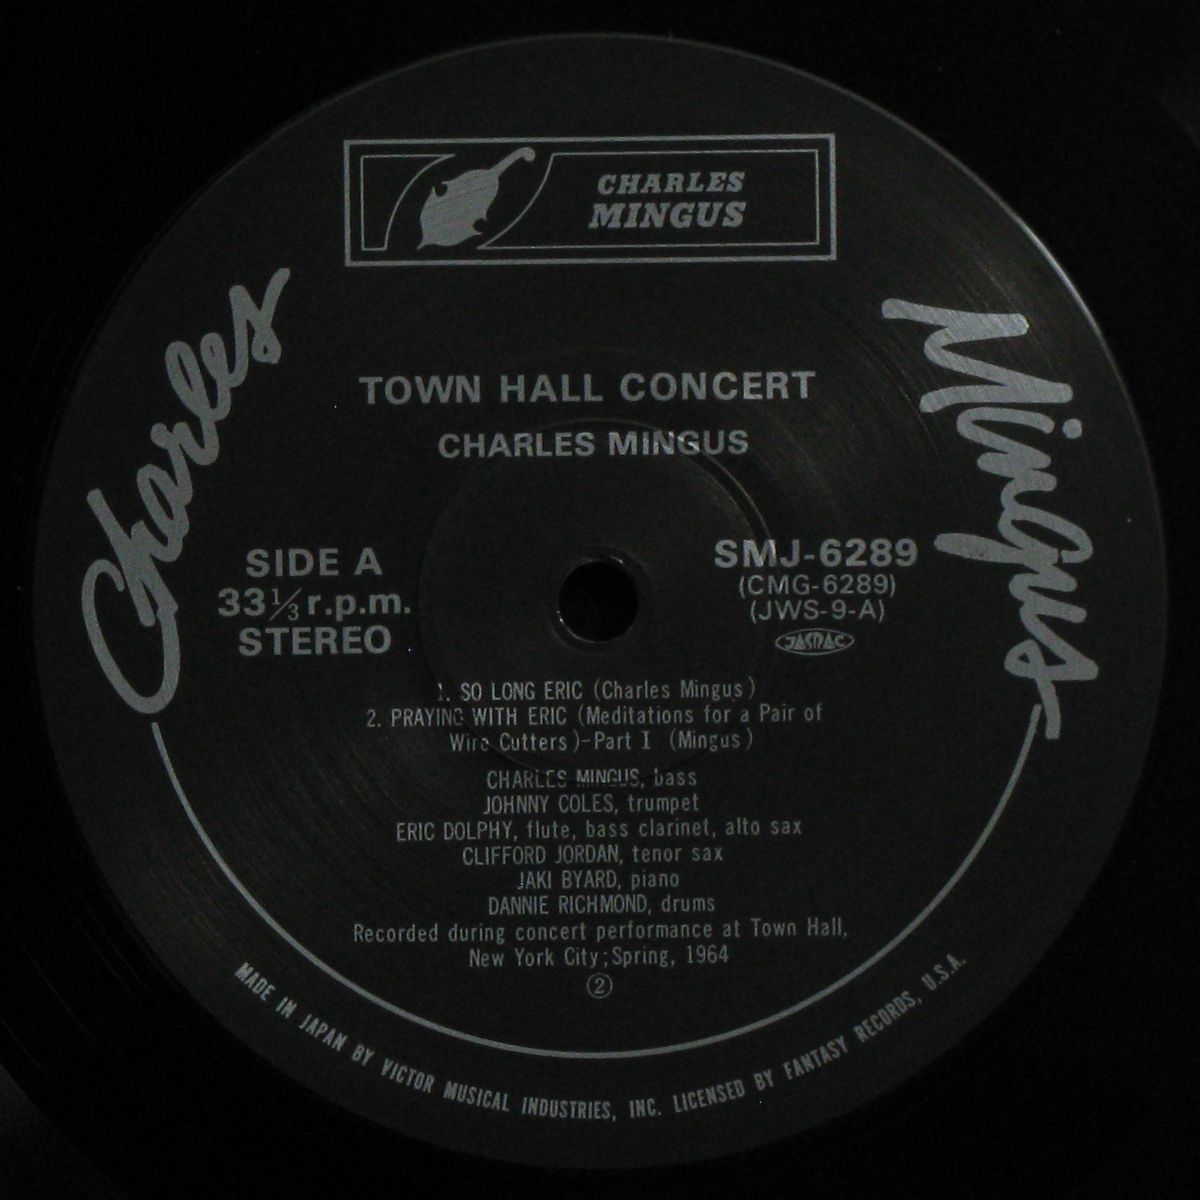 CHARLES
MINGUS
Charles
Mingus
TOWN HALL CONCERT
CHARLES MINGUS
SIDE A
33 1/3 r.p.m.
STEREO
SMJ-6289
(CMG-6289)
(JWS-9-A)
JASRAC
1. SO LONG ERIC (Charles Mingus)
2. PRAYING WITH ERIC (Meditations for a Pair of
Wire Cutters)-Part I (Mingus)
CHARLES MINGUS, bass
JOHNNY COLES, trumpet
ERIC DOLPHY, flute, bass clarinet, alto sax
CLIFFORD JORDAN, tenor sax
JAKI BYARD, piano
DANNIE RICHMOND, drums
Recorded during concert performance at Town Hall,
New York City; Spring, 1964
②
MADE IN JAPAN BY VICTOR MUSICAL INDUSTRIES, INC. LICENSED BY FANTASY RECORDS, U.S.A.